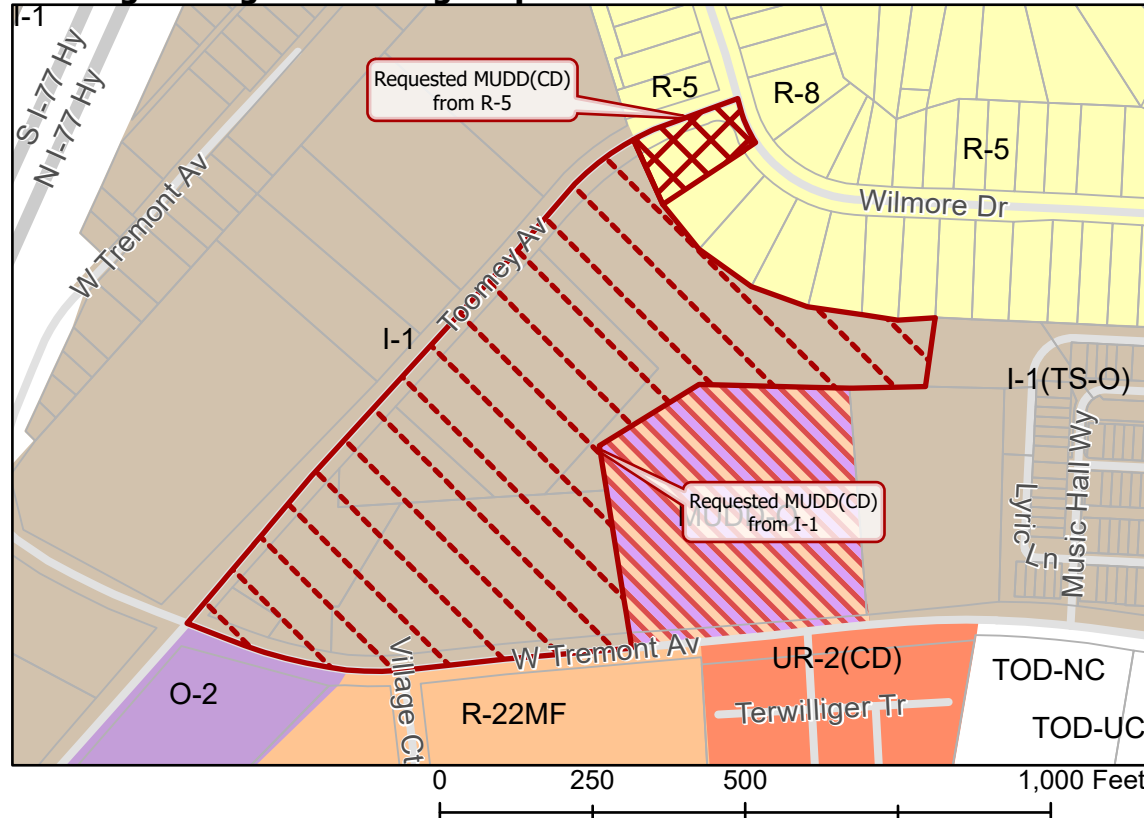 I-1
S I-77 Hy
N I-77 Hy
W Tremont Av
Requested MUDD(CD)
from R-5
R-5
R-8
R-5
Wilmore Dr
Toomey Av
I-1
I-1(TS-O)
Requested MUDD(CD)
from I-1
Lyric Ln
Music Hall Wy
W Tremont Av
Village Ct
O-2
R-22MF
UR-2(CD)
Terwilliger Tr
TOD-NC
TOD-UC
0 250 500 1,000 Feet